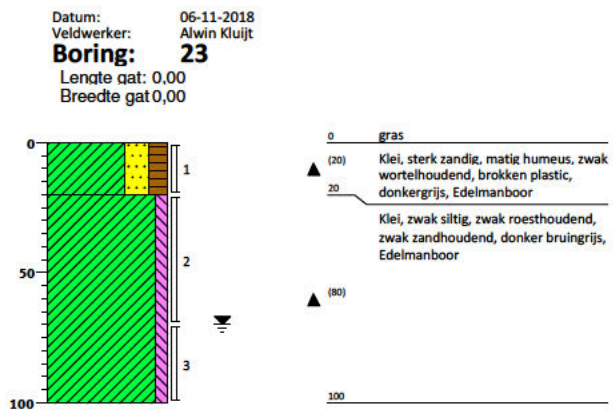 Datum: 06-11-2018
Veldwerker: Alwin Kluijt
Boring: 23
Lengte gat: 0,00
Breedte gat 0,00
0
50
100
1
2
3
0 gras
(20) Klei, sterk zandig, matig humeus, zwak
wortelhoudend, brokken plastic,
donkergrijs, Edelmanboor
20
Klei, zwak siltig, zwak roesthoudend,
zwak zandhoudend, donker bruingrijs,
Edelmanboor
(80)
100